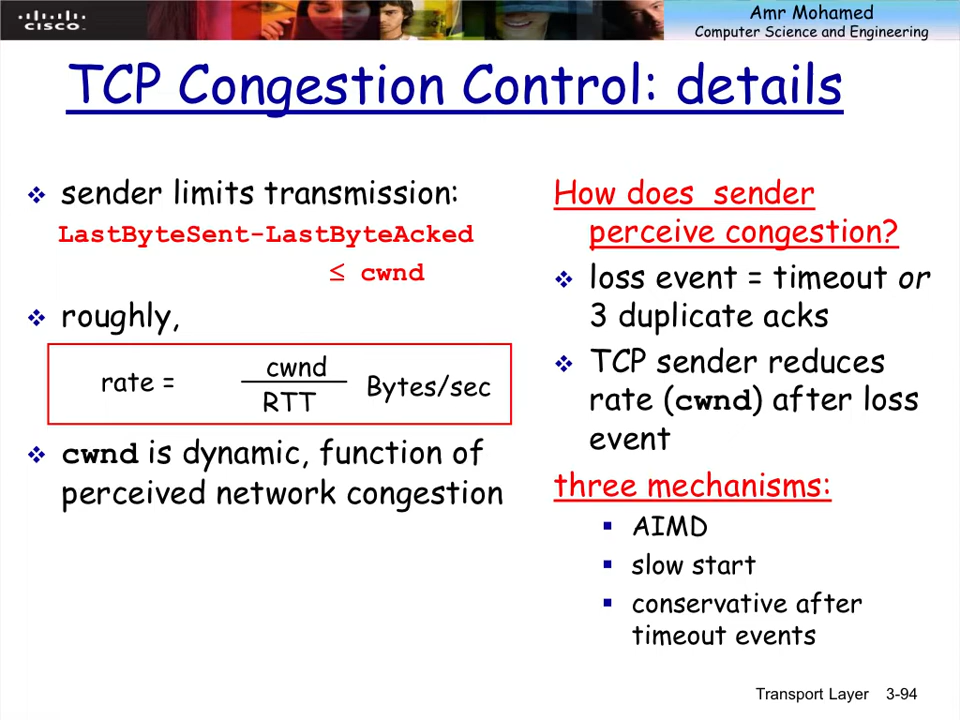 CISCO
Amr Mohamed
Computer Science and Engineering
TCP Congestion Control: details
❖ sender limits transmission:
LastByteSent-LastByteAcked
≤ cwnd
❖ roughly,
rate = cwnd
RTT Bytes/sec
❖ cwnd is dynamic, function of
perceived network congestion
How does sender
perceive congestion?
❖ loss event = timeout or
3 duplicate acks
❖ TCP sender reduces
rate (cwnd) after loss
event
three mechanisms:
▪ AIMD
▪ slow start
▪ conservative after
timeout events
Transport Layer 3-94